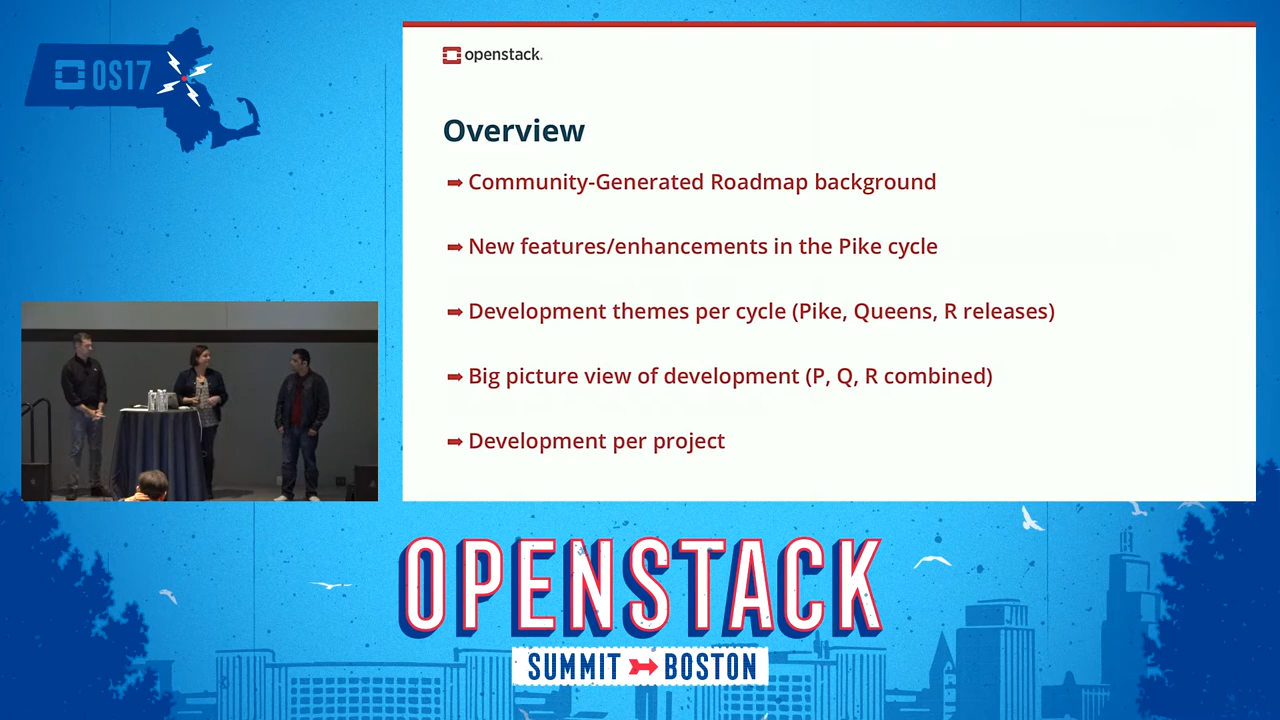 OS17
openstack.
Overview
➡ Community-Generated Roadmap background
➡ New features/enhancements in the Pike cycle
➡ Development themes per cycle (Pike, Queens, R releases)
➡ Big picture view of development (P, Q, R combined)
➡ Development per project
OPENSTACK
SUMMIT BOSTON